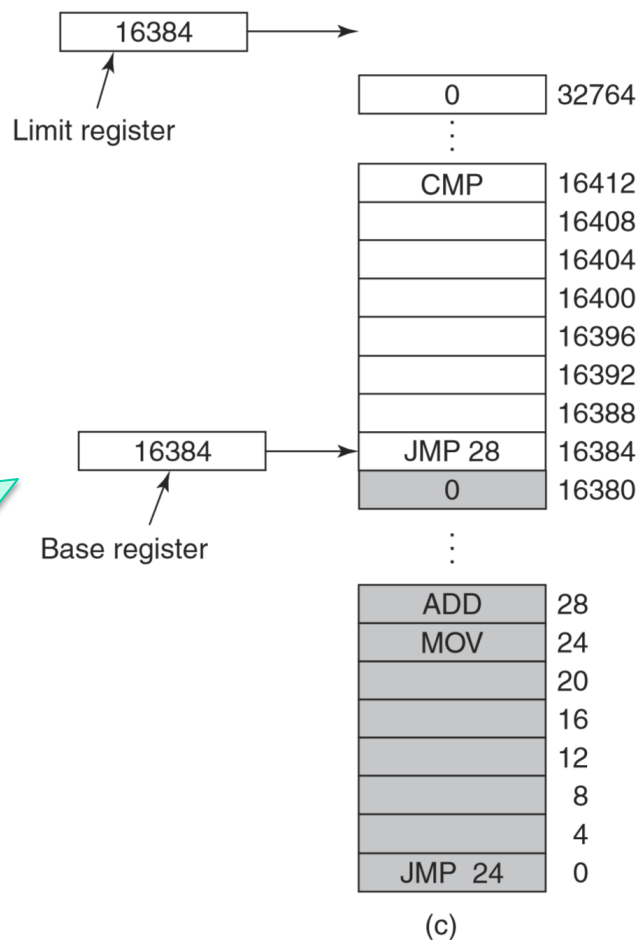 16384
Limit register
0 32764
CMP 16412
16408
16404
16400
16396
16392
16388
16384 JMP 28 16384
0 16380
Base register
ADD 28
MOV 24
20
16
12
8
4
JMP 24 0
(c)